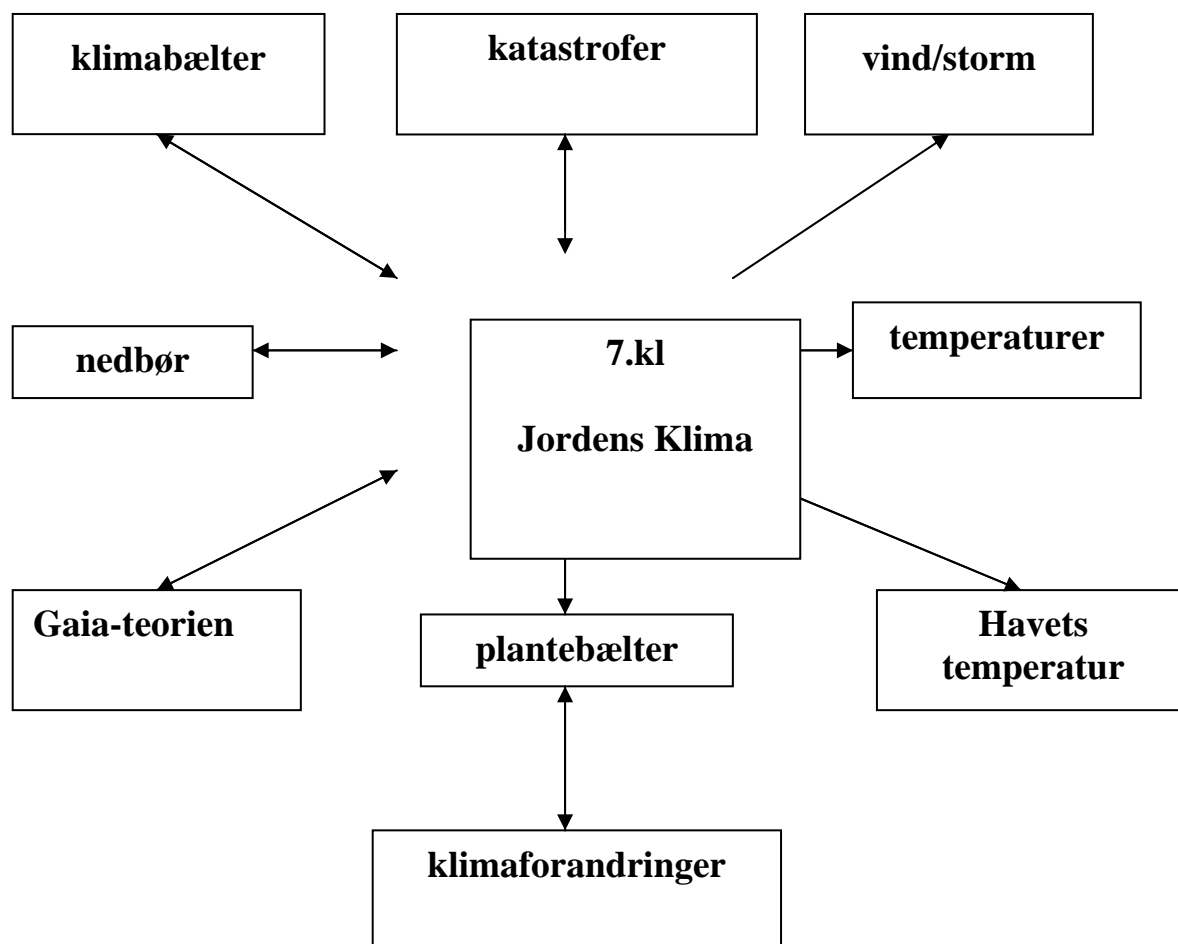 klimabælter
katastrofer
vind/storm
nedbør
7.kl
Jordens Klima
temperaturer
Gaia-teorien
plantebælter
Havets
temperatur
klimaforandringer